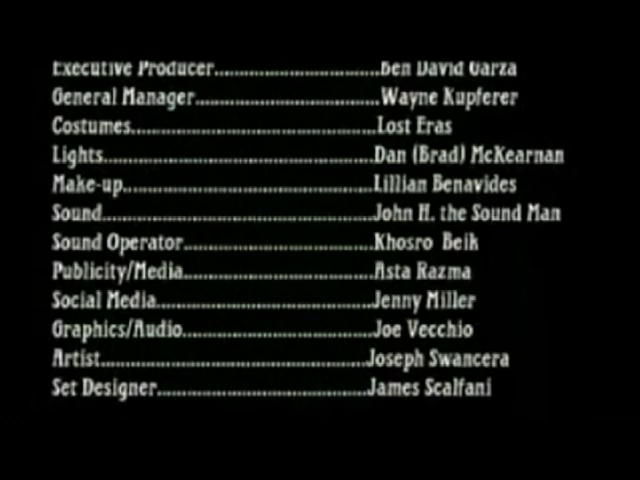 Executive Producer..................................Ben David Garza
General Manager......................................Wayne Kupferer
Costumes..................................................Lost Eras
Lights.......................................................Dan (Brad) McKearnan
Make-up...................................................Lillian Benavides
Sound.......................................................John H. the Sound Man
Sound Operator.......................................Khosro Beik
Publicity/Media.......................................Asta Razma
Social Media............................................Jenny Miller
Graphics/Audio.......................................Joe Vecchio
Artist......................................................Joseph Swancera
Set Designer...........................................James Scalfani